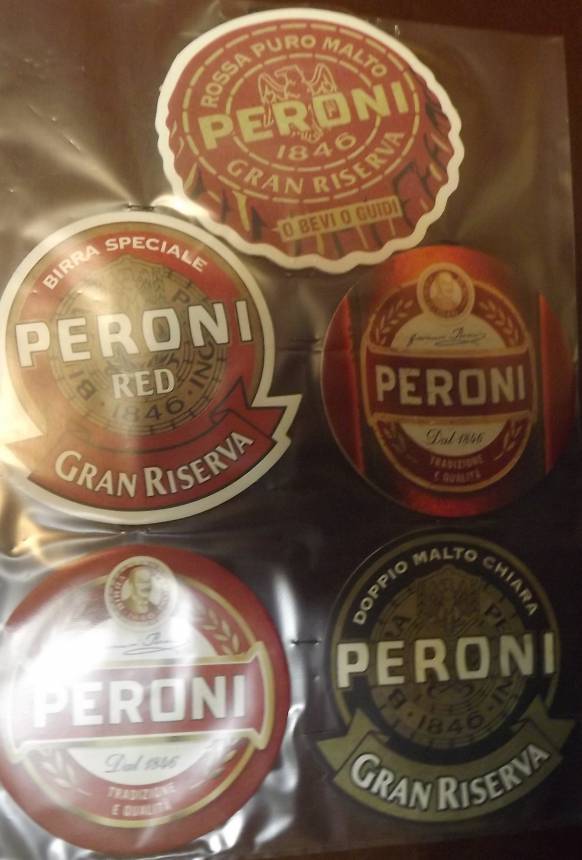 ROSSA PURO MALTO
PERONI
1846
GRAN RISERVA
O BEVI O GUIDI
BIRRA SPECIALE
PERONI
RED
1846
GRAN RISERVA
PERONI
Dal 1846
TRADIZIONE
E QUALITÀ
PERONI
Dal 1846
TRADIZIONE
E QUALITÀ
DOPPIO MALTO CHIARA
PERONI
1846
GRAN RISERVA